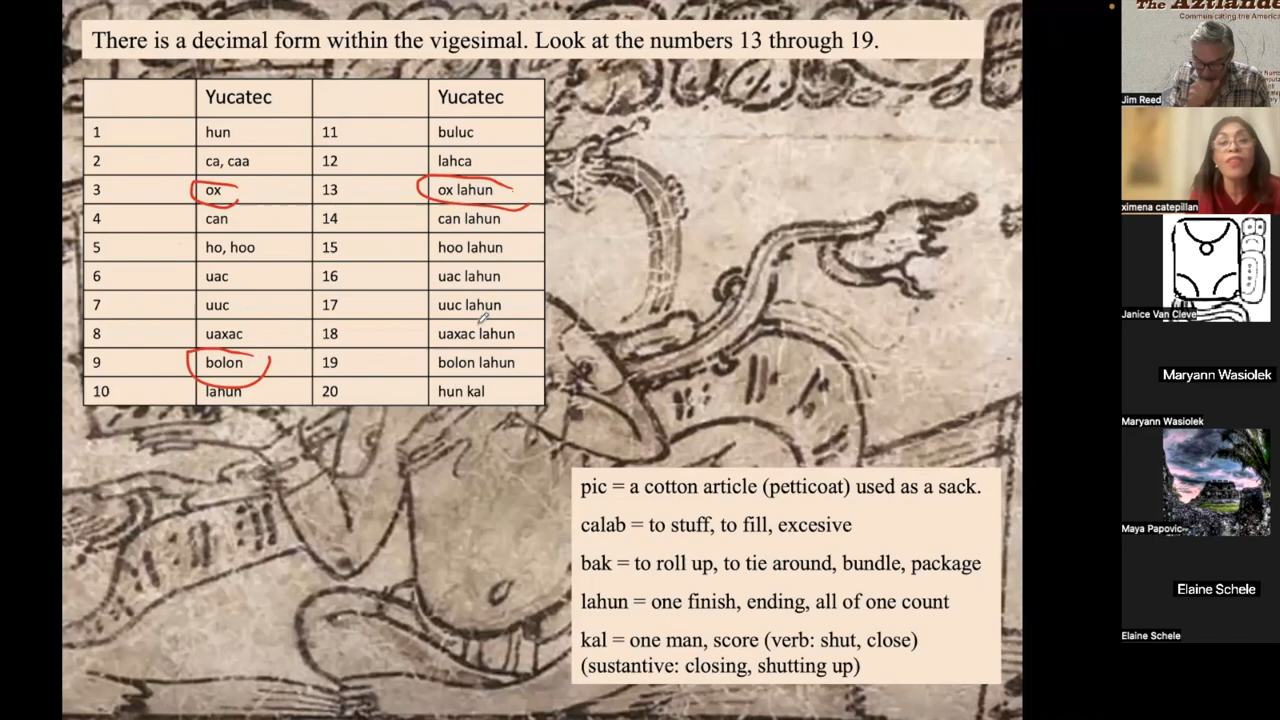 There is a decimal form within the vigesimal. Look at the numbers 13 through 19.
Yucatec Yucatec
1 hun 11 buluc
2 ca, caa 12 lahca
3 ox 13 ox lahun
4 can 14 can lahun
5 ho, hoo 15 hoo lahun
6 uac 16 uac lahun
7 uuc 17 uuc lahun
8 uaxac 18 uaxac lahun
9 bolon 19 bolon lahun
10 lahun 20 hun kal
pic = a cotton article (petticoat) used as a sack.
calab = to stuff, to fill, excesive
bak = to roll up, to tie around, bundle, package
lahun = one finish, ending, all of one count
kal = one man, score (verb: shut, close)
(sustantive: closing, shutting up)
The Aztlande
Communicating the America
Jim Reed
ximena catepillan
Janice Van Cleve
Maryann Wasiolek
Maryann Wasiolek
Maya Papovic
Elaine Schele
Elaine Schele